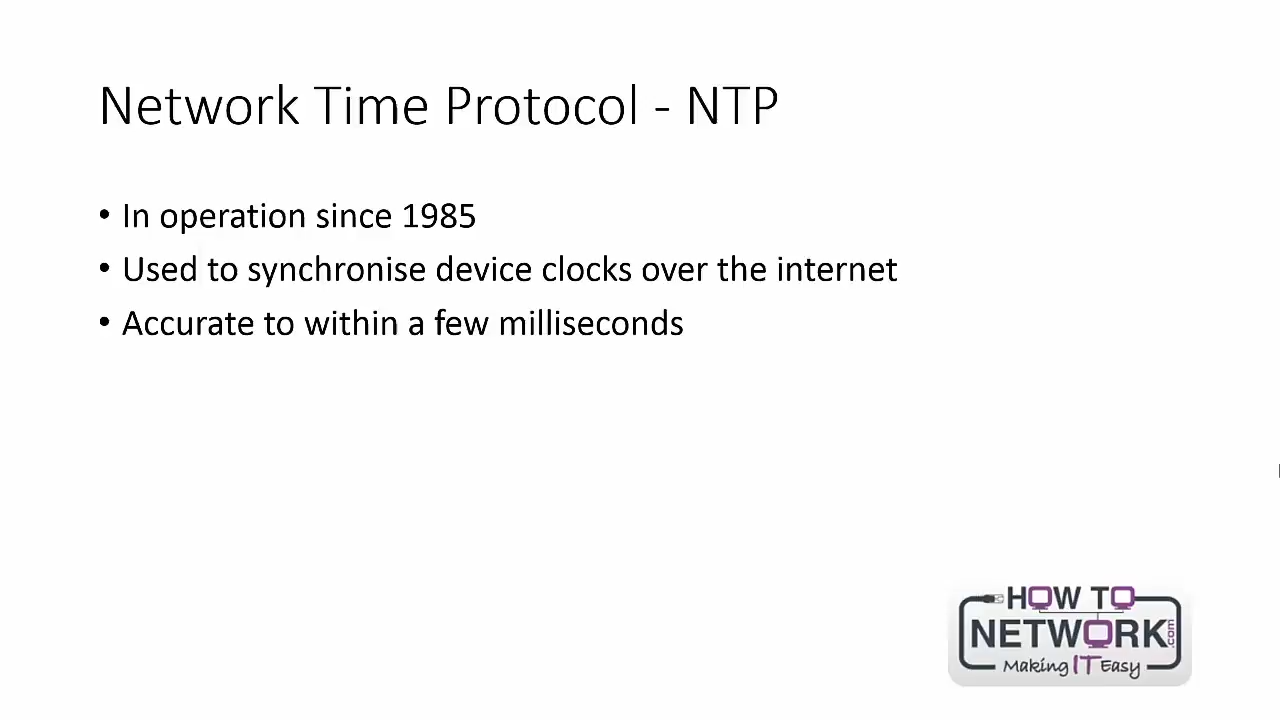 Network Time Protocol - NTP
• In operation since 1985
• Used to synchronise device clocks over the internet
• Accurate to within a few milliseconds
HOW TO
NETWORK.com
Making IT Easy